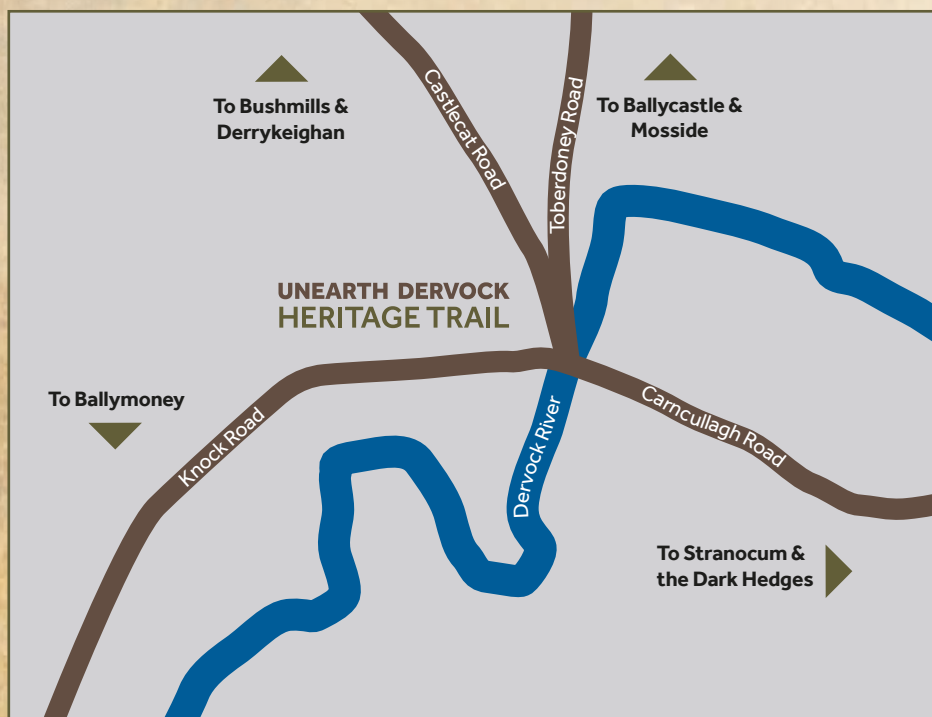 To Bushmills &
Derrykeighan
Castlecat Road
Toberdoney Road
To Ballycastle &
Mosside
UNEARTH DERVOCK
HERITAGE TRAIL
To Ballymoney
Knock Road
Dervock River
Carncullagh Road
To Stranocum &
the Dark Hedges